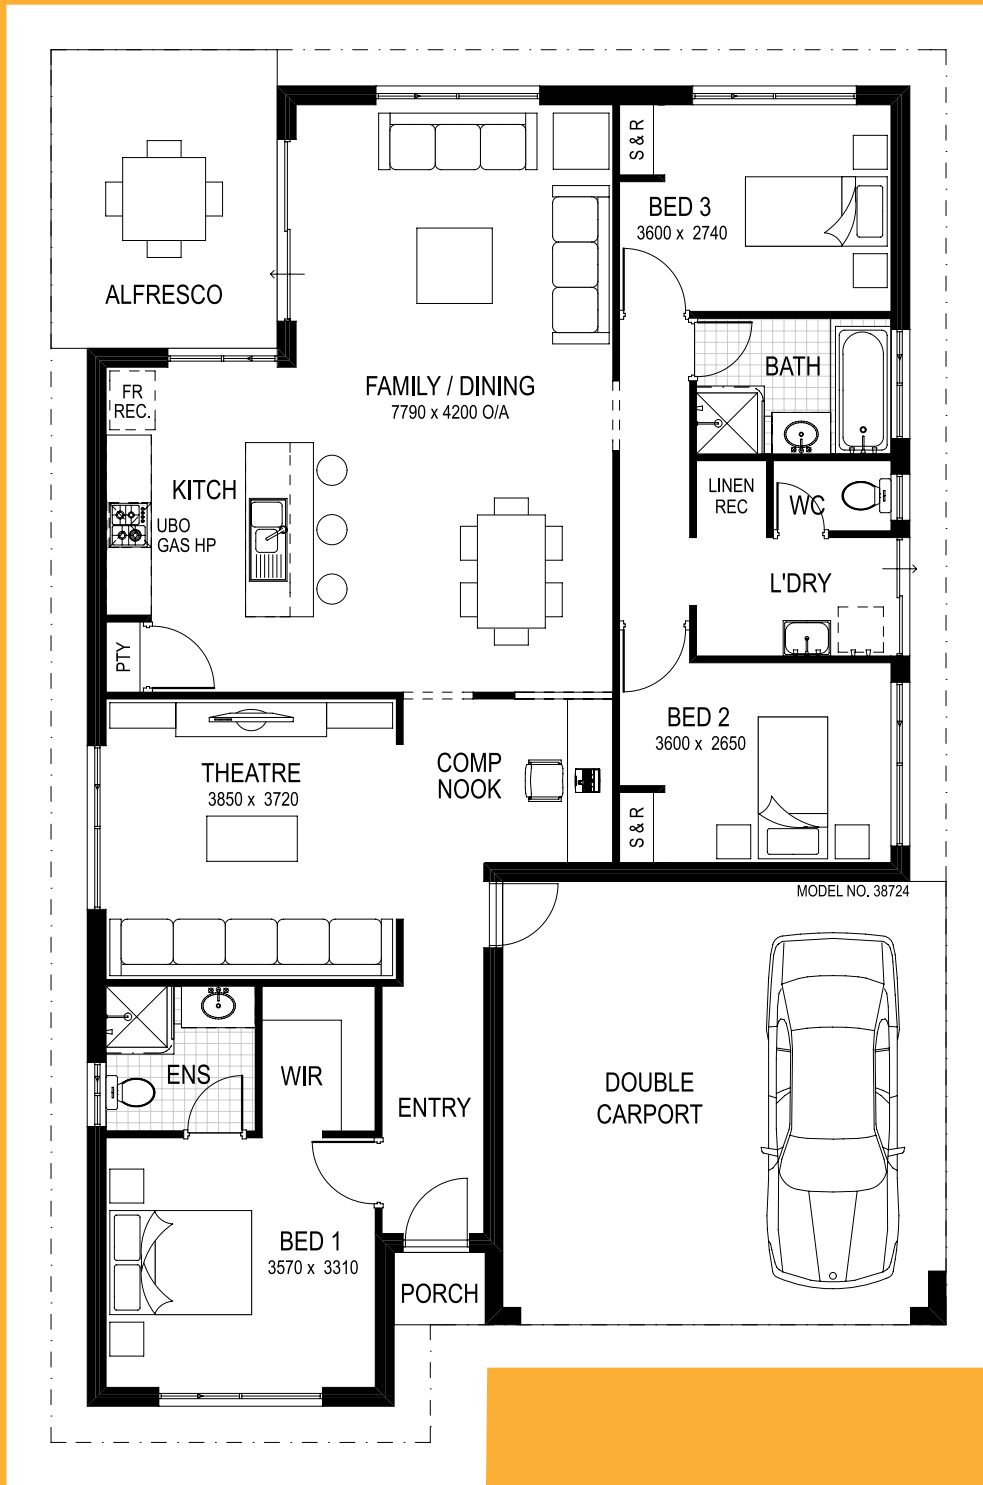 S & R
BED 3
3600 x 2740
ALFRESCO
BATH
FAMILY / DINING
7790 x 4200 O/A
FR
REC.
KITCH
UBO
GAS HP
LINEN
REC
WC
L'DRY
PTY
BED 2
3600 x 2650
S & R
THEATRE
3850 x 3720
COMP
NOOK
MODEL NO. 38724
ENS
WIR
ENTRY
DOUBLE
CARPORT
BED 1
3570 x 3310
PORCH